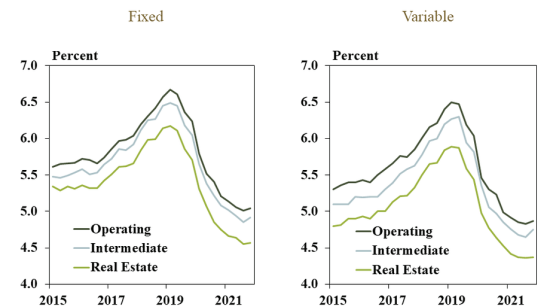 Fixed
Percent
7.0
6.5
6.0
5.5
5.0
4.5
4.0
Operating
Intermediate
Real Estate
2015 2017 2019 2021
Variable
Percent
7.0
6.5
6.0
5.5
5.0
4.5
4.0
Operating
Intermediate
Real Estate
2015 2017 2019 2021